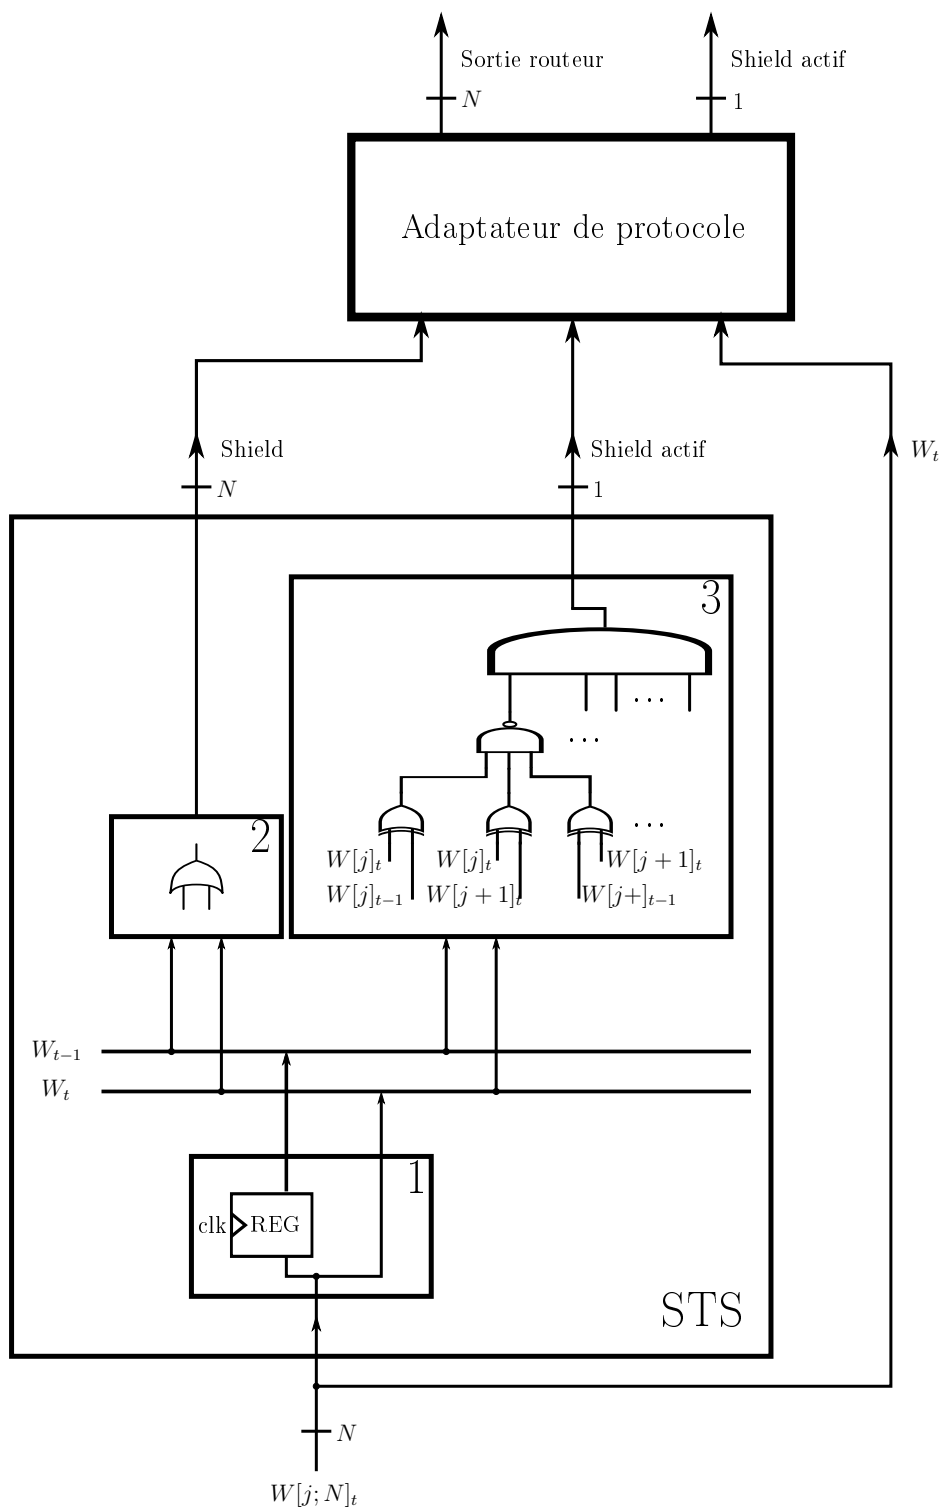 Sortie routeur
Shield actif
N
1
Adaptateur de protocole
Shield
Shield actif
W_t
N
1
3
...
...
2
...
W[j]_t
W[j]_t
W[j + 1]_t
W[j]_{t-1}
W[j + 1]_t
W[j+]_{t-1}
W_{t-1}
W_t
1
clk
REG
STS
N
W[j; N]_t